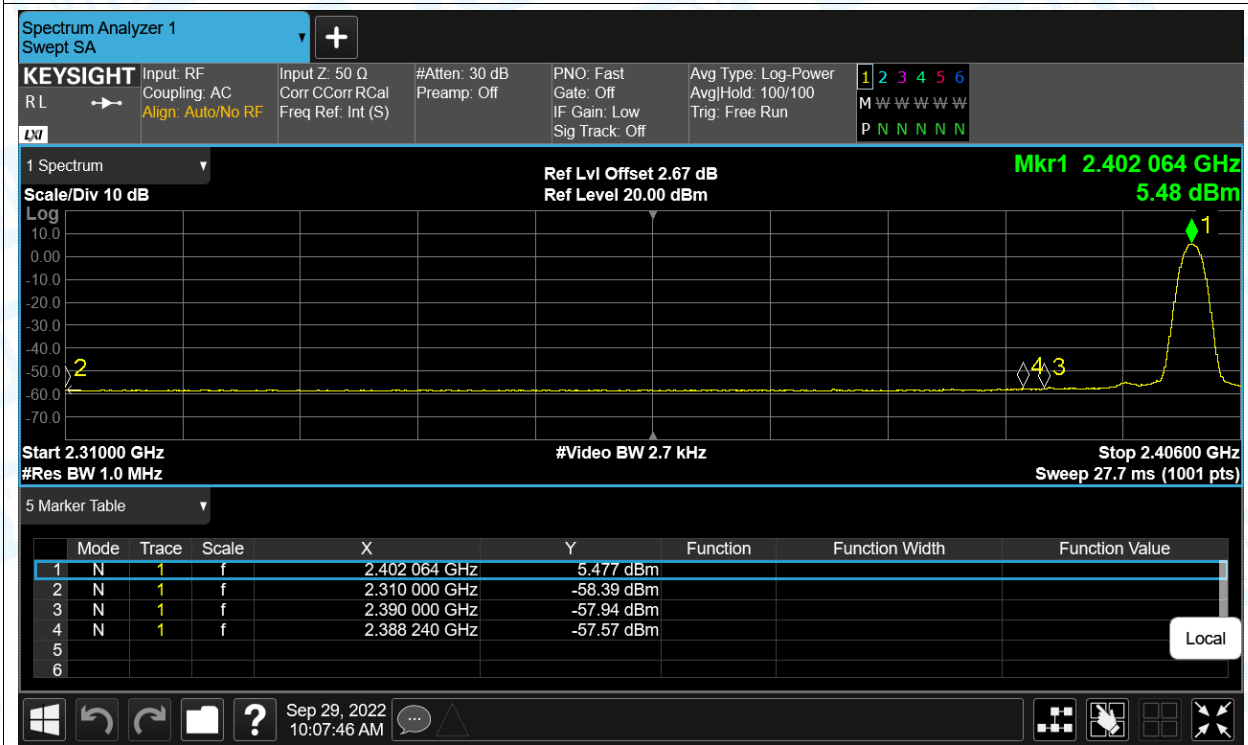 Spectrum Analyzer 1
Swept SA
KEYSIGHT
R L
LXI
Input: RF
Coupling: AC
Align: Auto/No RF
Input Z: 50 Ω
Corr CCorr RCal
Freq Ref: Int (S)
#Atten: 30 dB
Preamp: Off
PNO: Fast
Gate: Off
IF Gain: Low
Sig Track: Off
Avg Type: Log-Power
Avg|Hold: 100/100
Trig: Free Run
1 2 3 4 5 6
M W W W W W
P N N N N N
1 Spectrum
Scale/Div 10 dB
Ref Lvl Offset 2.67 dB
Ref Level 20.00 dBm
Mkr1 2.402 064 GHz
5.48 dBm
Log
10.0
0.00
-10.0
-20.0
-30.0
-40.0
-50.0
-60.0
-70.0
2
4 3
1
Start 2.31000 GHz
#Video BW 2.7 kHz
Stop 2.40600 GHz
#Res BW 1.0 MHz
Sweep 27.7 ms (1001 pts)
5 Marker Table
Mode Trace Scale X Y Function Function Width Function Value
1 N 1 f 2.402 064 GHz 5.477 dBm
2 N 1 f 2.310 000 GHz -58.39 dBm
3 N 1 f 2.390 000 GHz -57.94 dBm
4 N 1 f 2.388 240 GHz -57.57 dBm
5
6
Local
?
Sep 29, 2022
10:07:46 AM